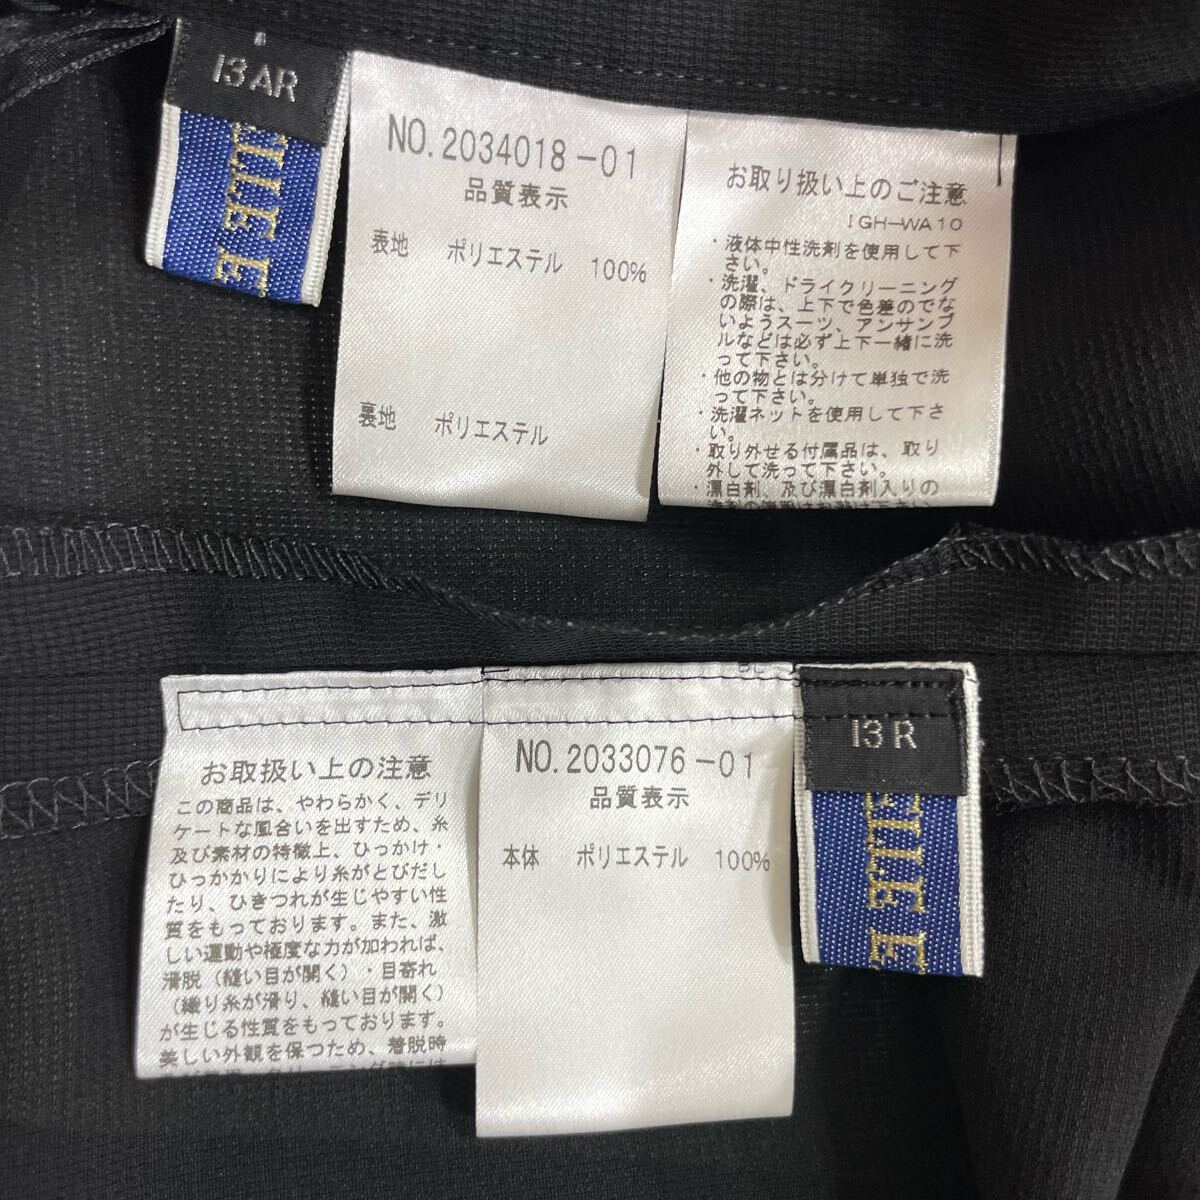 13 AR
ELLE
NO.2034018-01
品質表示
表地 ポリエステル 100%
裏地 ポリエステル
お取り扱い上のご注意
IGH-WA10
・液体中性洗剤を使用して下
さい。
・洗濯、ドライクリーニング
の際は、上下で色差のでな
いようスーツ、アンサンブ
ルなどは必ず上下一緒に洗
って下さい。
・他の物とは分けて単独で洗
って下さい。
・洗濯ネットを使用して下さ
い。
・取り外せる付属品は、取り
外して洗って下さい。
・漂白剤、及び漂白剤入りの
お取扱い上の注意
この商品は、やわらかく、デリ
ケートな風合いを出すため、糸
及び素材の特徴上、ひっかけ・
ひっかかりにより糸がとびだし
たり、ひきつれが生じやすい性
質をもっております。また、激
しい運動や極度な力が加われば、
滑脱（縫い目が開く）・目寄れ
（織り糸が滑り、縫い目が開く）
が生じる性質をもっております。
美しい外観を保つため、着脱時
NO.2033076-01
品質表示
本体 ポリエステル 100%
13 R
ELLE